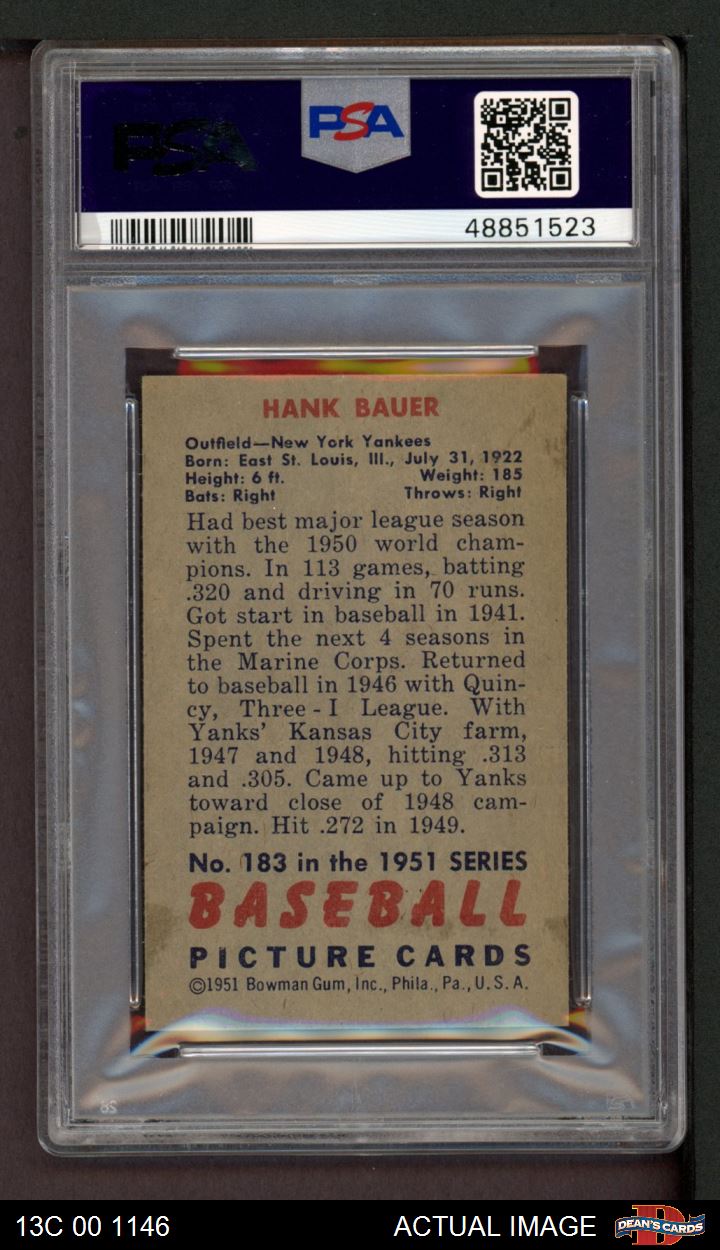 PSA
PSA
48851523
HANK BAUER
Outfield—New York Yankees
Born: East St. Louis, Ill., July 31, 1922
Height: 6 ft. Weight: 185
Bats: Right Throws: Right
Had best major league season
with the 1950 world cham-
pions. In 113 games, batting
.320 and driving in 70 runs.
Got start in baseball in 1941.
Spent the next 4 seasons in
the Marine Corps. Returned
to baseball in 1946 with Quin-
cy, Three-I League. With
Yanks' Kansas City farm,
1947 and 1948, hitting .313
and .305. Came up to Yanks
toward close of 1948 cam-
paign. Hit .272 in 1949.
No. 183 in the 1951 SERIES
BASEBALL
PICTURE CARDS
©1951 Bowman Gum, Inc., Phila., Pa., U.S.A.
13C 00 1146 ACTUAL IMAGE DEAN'S CARDS